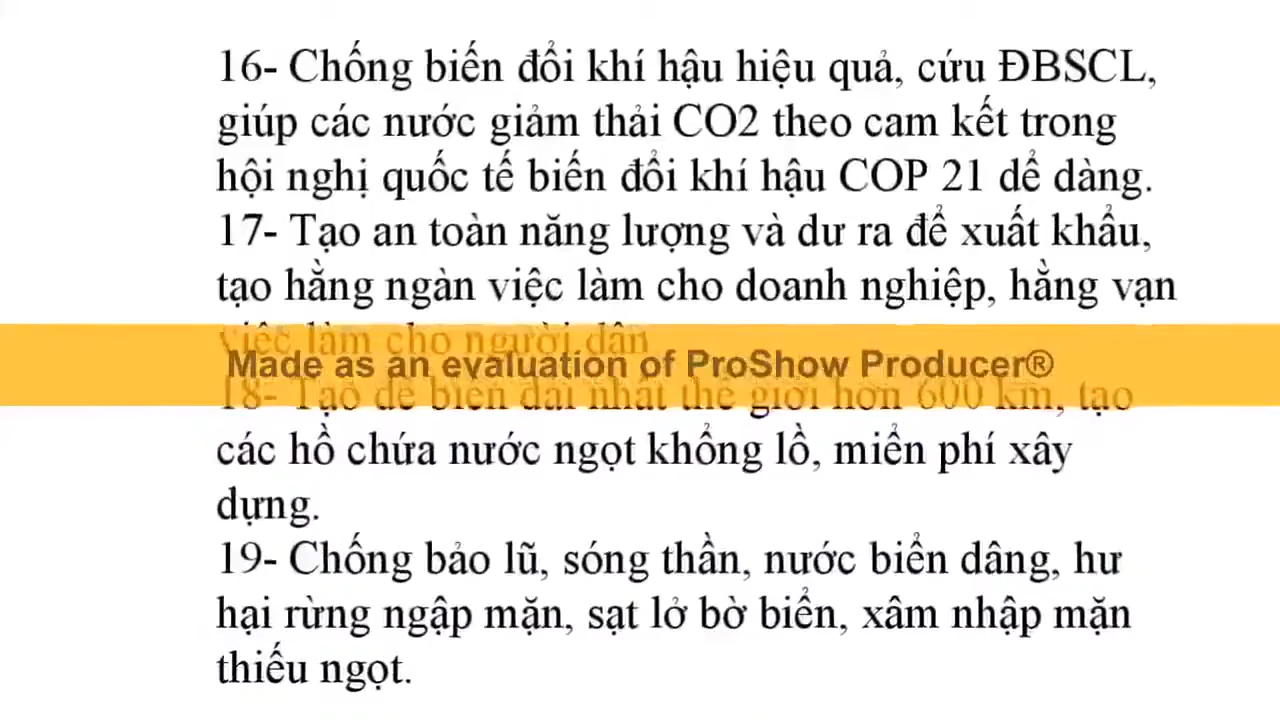 16- Chống biến đổi khí hậu hiệu quả, cứu ĐBSCL,
giúp các nước giảm thải CO2 theo cam kết trong
hội nghị quốc tế biến đổi khí hậu COP 21 dể dàng.
17- Tạo an toàn năng lượng và dư ra để xuất khẩu,
tạo hằng ngàn việc làm cho doanh nghiệp, hằng vạn
việc làm cho người dân
Made as an evaluation of ProShow Producer®
18- Tạo đê biển dài nhất thế giới hơn 600 km, tạo
các hồ chứa nước ngọt khổng lồ, miển phí xây
dựng.
19- Chống bảo lũ, sóng thần, nước biển dâng, hư
hại rừng ngập mặn, sạt lở bờ biển, xâm nhập mặn
thiếu ngọt.